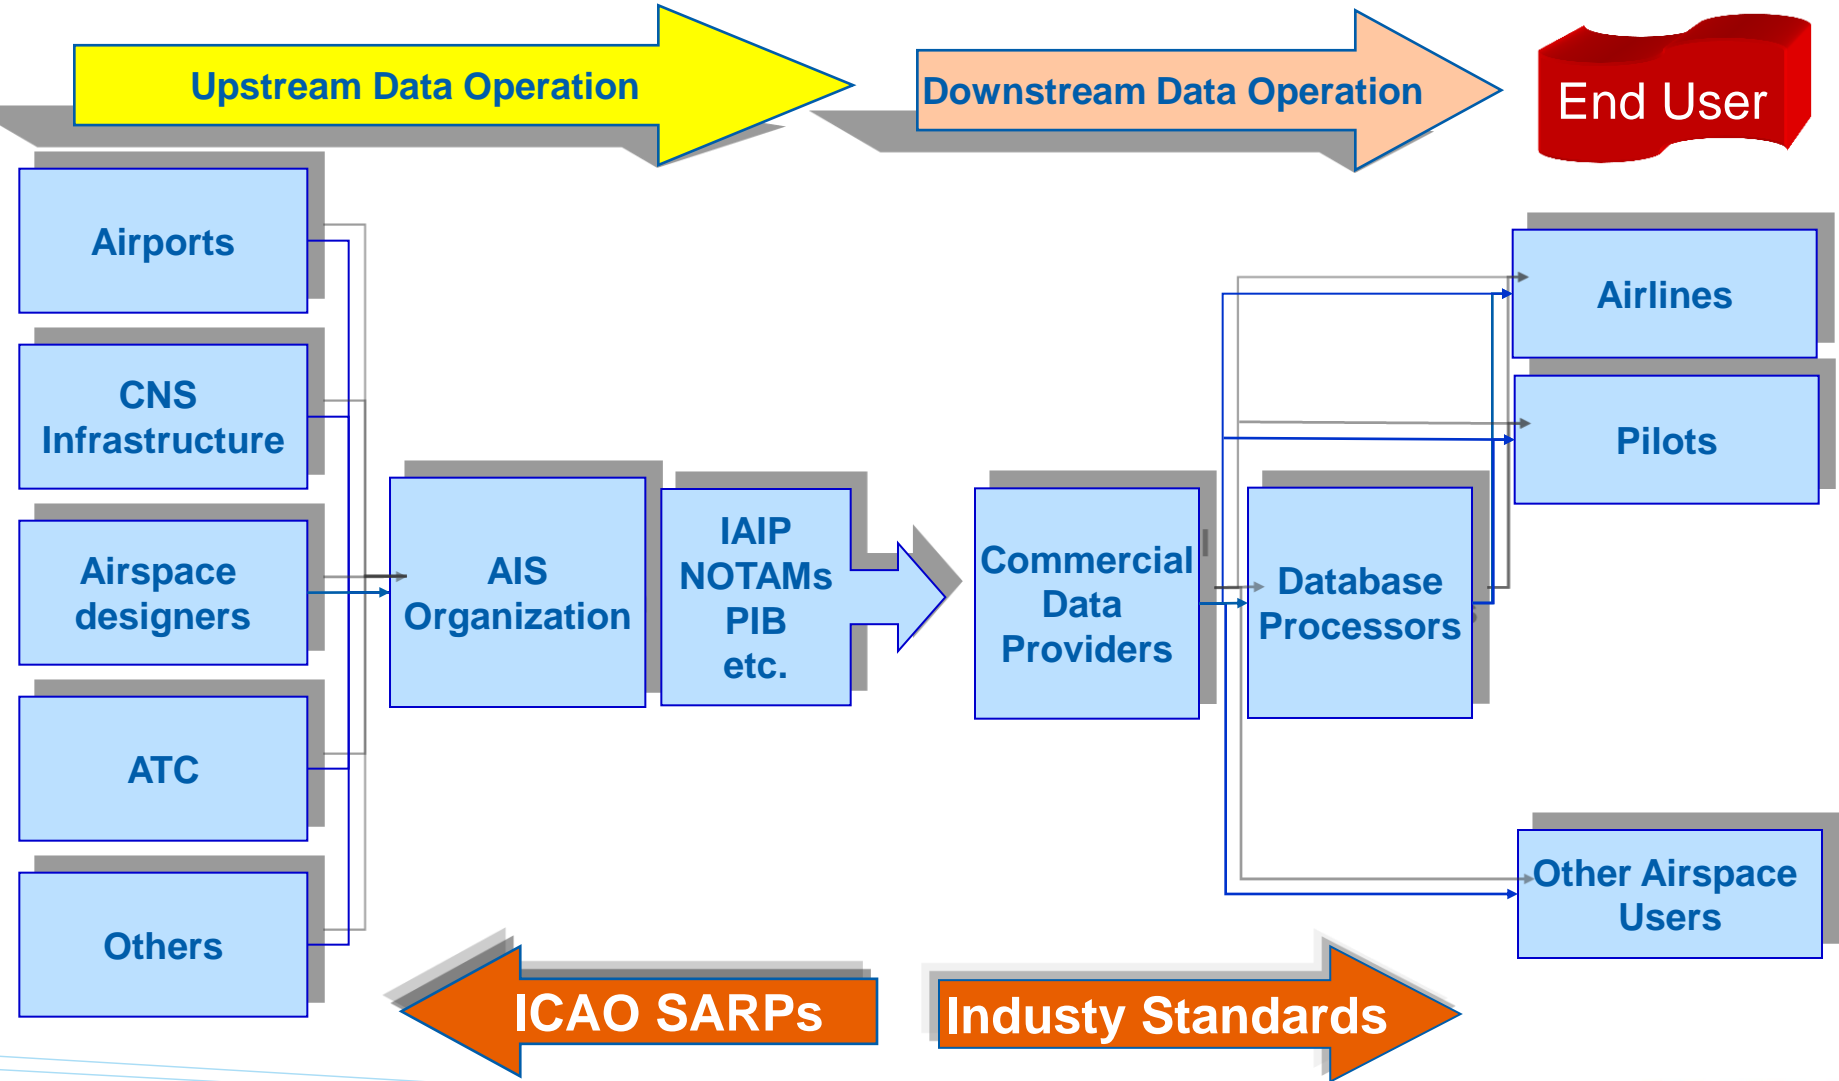 Upstream Data Operation
Downstream Data Operation
End User
Airports
CNS
Infrastructure
Airspace
designers
ATC
Others
AIS
Organization
IAIP
NOTAMs
PIB
etc.
Commercial
Data
Providers
Database
Processors
Airlines
Pilots
Other Airspace
Users
ICAO SARPs
Industy Standards